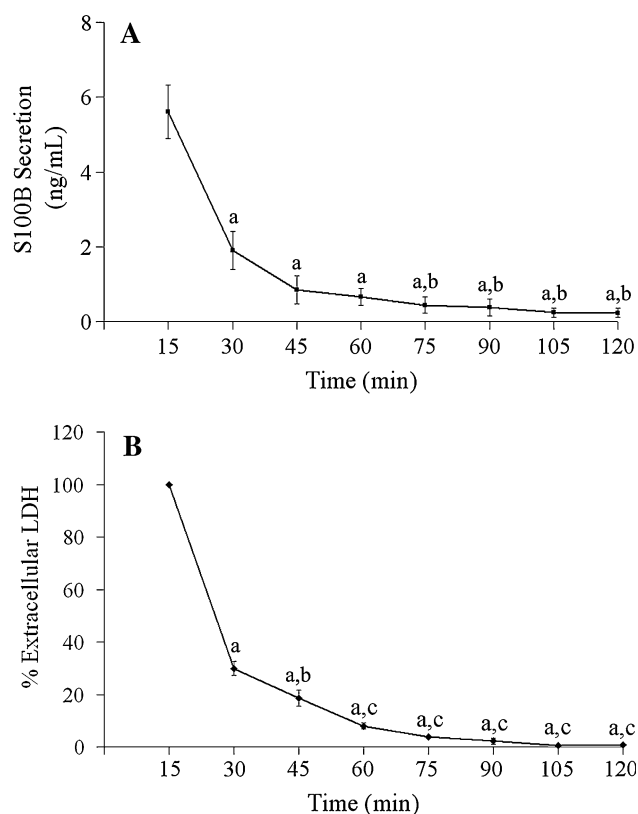 A
S100B Secretion
(ng/mL)
8
6
4
2
0
a
a
a
a,b
a,b
a,b
a,b
15 30 45 60 75 90 105 120
Time (min)
B
% Extracellular LDH
120
100
80
60
40
20
0
a
a,b
a,c
a,c
a,c
a,c
a,c
15 30 45 60 75 90 105 120
Time (min)